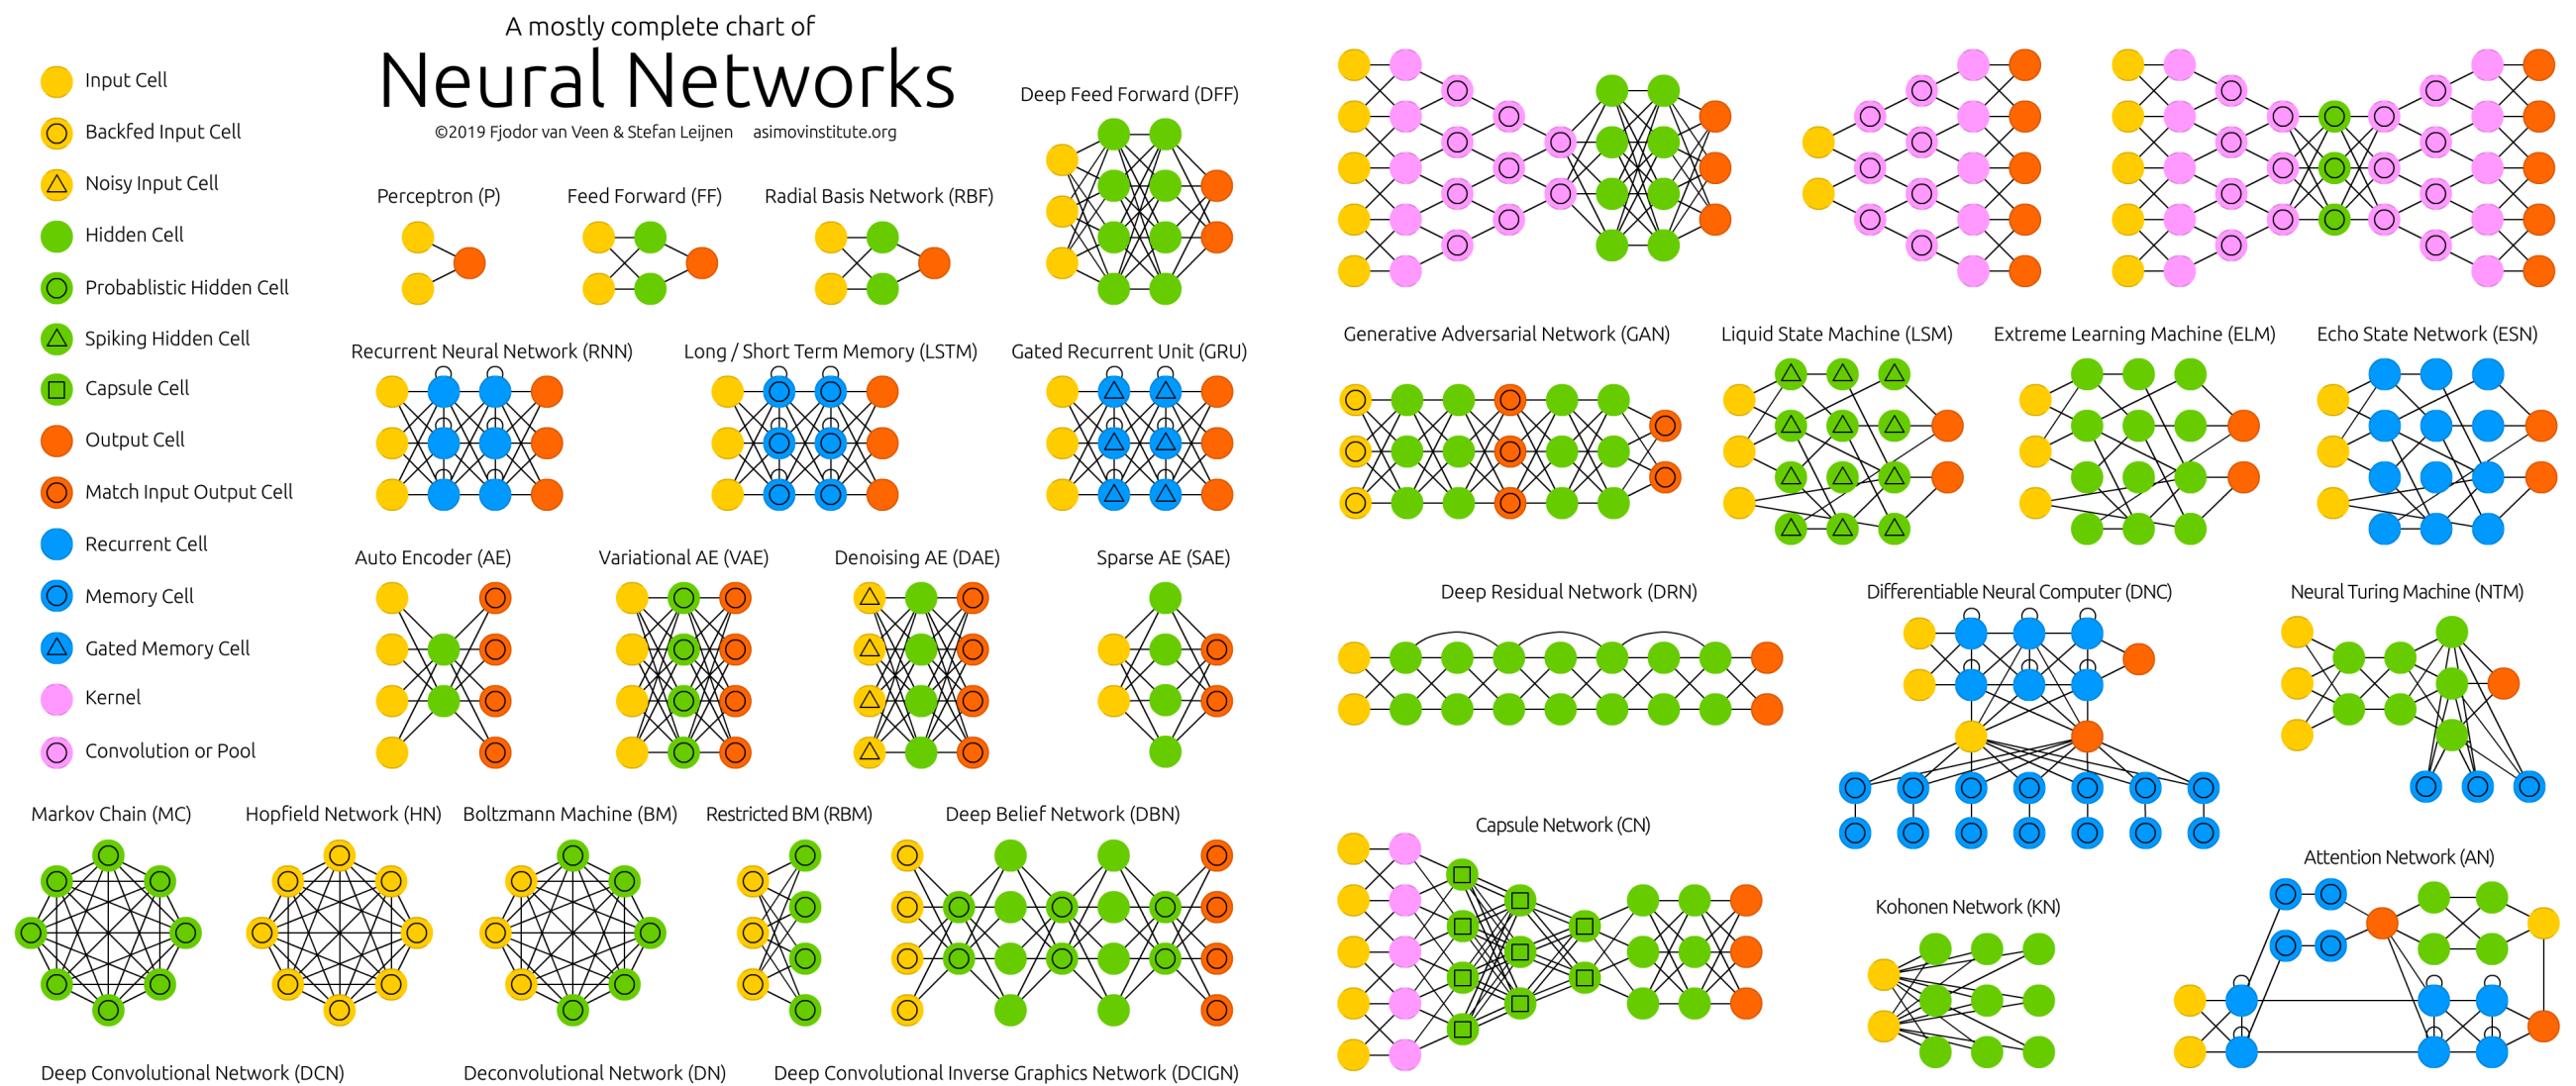 A mostly complete chart of
Neural Networks
©2019 Fjodor van Veen & Stefan Leijnen asimovinstitute.org
Input Cell
Backfed Input Cell
Noisy Input Cell
Hidden Cell
Probablistic Hidden Cell
Spiking Hidden Cell
Capsule Cell
Output Cell
Match Input Output Cell
Recurrent Cell
Memory Cell
Gated Memory Cell
Kernel
Convolution or Pool
Deep Feed Forward (DFF)
Perceptron (P)
Feed Forward (FF)
Radial Basis Network (RBF)
Recurrent Neural Network (RNN)
Long / Short Term Memory (LSTM)
Gated Recurrent Unit (GRU)
Auto Encoder (AE)
Variational AE (VAE)
Denoising AE (DAE)
Sparse AE (SAE)
Markov Chain (MC)
Hopfield Network (HN)
Boltzmann Machine (BM)
Restricted BM (RBM)
Deep Belief Network (DBN)
Deep Convolutional Network (DCN)
Deconvolutional Network (DN)
Deep Convolutional Inverse Graphics Network (DCIGN)
Generative Adversarial Network (GAN)
Liquid State Machine (LSM)
Extreme Learning Machine (ELM)
Echo State Network (ESN)
Deep Residual Network (DRN)
Differentiable Neural Computer (DNC)
Neural Turing Machine (NTM)
Capsule Network (CN)
Kohonen Network (KN)
Attention Network (AN)